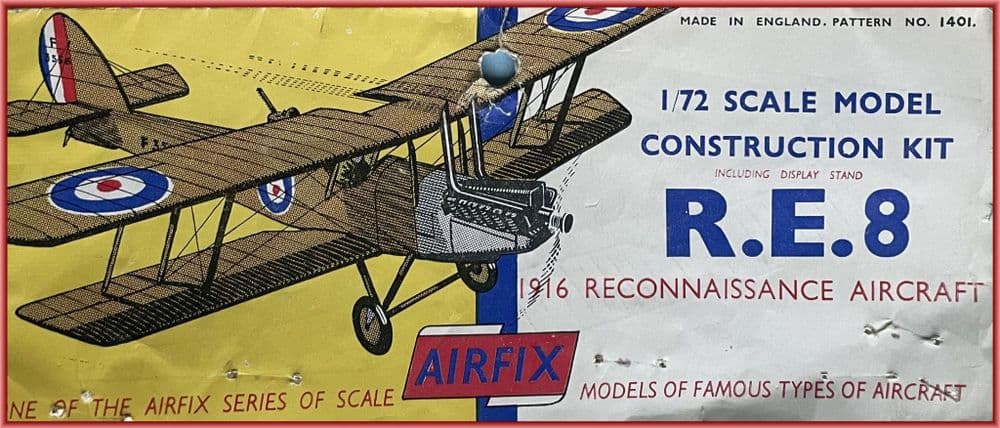 MADE IN ENGLAND. PATTERN NO. 1401.
1/72 SCALE MODEL
CONSTRUCTION KIT
INCLUDING DISPLAY STAND
R.E.8
1916 RECONNAISSANCE AIRCRAFT
AIRFIX
NE OF THE AIRFIX SERIES OF SCALE MODELS OF FAMOUS TYPES OF AIRCRAFT
F